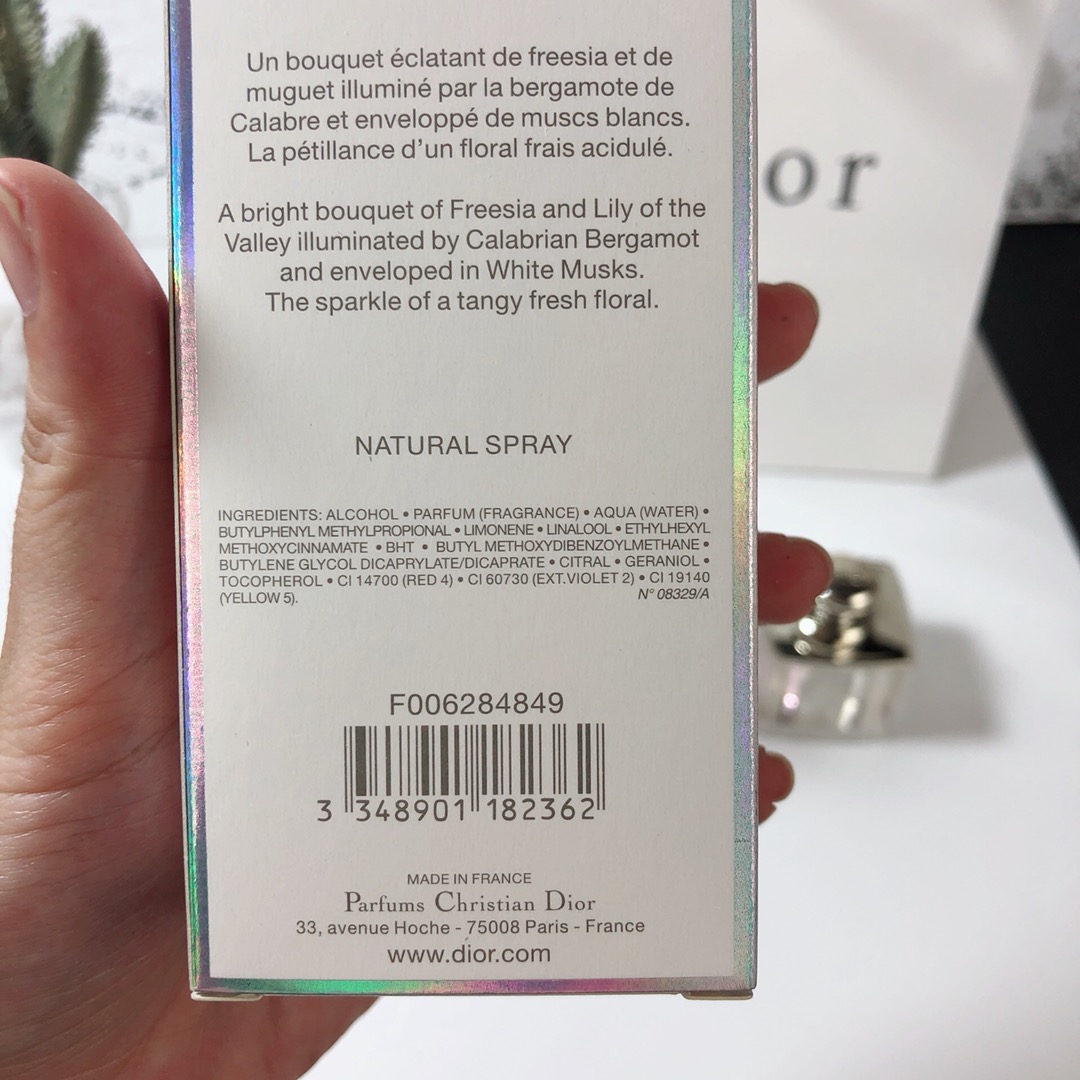 Un bouquet éclatant de freesia et de
muguet illuminé par la bergamote de
Calabre et enveloppé de muscs blancs.
La pétillance d'un floral frais acidulé.
A bright bouquet of Freesia and Lily of the
Valley illuminated by Calabrian Bergamot
and enveloped in White Musks.
The sparkle of a tangy fresh floral.
NATURAL SPRAY
INGREDIENTS: ALCOHOL • PARFUM (FRAGRANCE) • AQUA (WATER) •
BUTYLPHENYL METHYLPROPIONAL • LIMONENE • LINALOOL • ETHYLHEXYL
METHOXYCINNAMATE • BHT • BUTYL METHOXYDIBENZOYLMETHANE •
BUTYLENE GLYCOL DICAPRYLATE/DICAPRATE • CITRAL • GERANIOL •
TOCOPHEROL • CI 14700 (RED 4) • CI 60730 (EXT.VIOLET 2) • CI 19140
(YELLOW 5). N° 08329/A
F006284849
3 348901 182362
MADE IN FRANCE
Parfums Christian Dior
33, avenue Hoche - 75008 Paris - France
www.dior.com
or